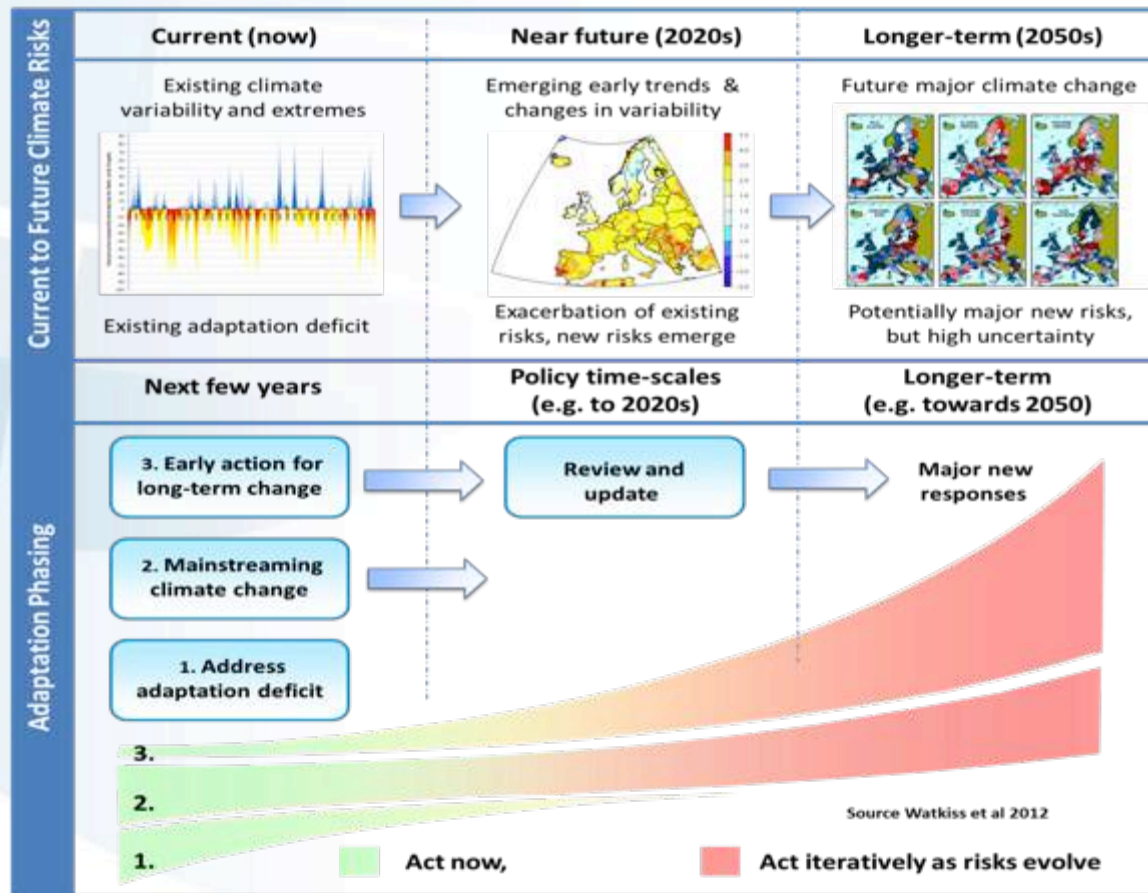 Current to Future Climate Risks
Current (now)
Near future (2020s)
Longer-term (2050s)
Existing climate
variability and extremes
Emerging early trends &
changes in variability
Future major climate change
Existing adaptation deficit
Exacerbation of existing
risks, new risks emerge
Potentially major new risks,
but high uncertainty
Adaptation Phasing
Next few years
Policy time-scales
(e.g. to 2020s)
Longer-term
(e.g. towards 2050)
3. Early action for
long-term change
Review and
update
Major new
responses
2. Mainstreaming
climate change
1. Address
adaptation deficit
3.
2.
1.
Source Watkiss et al 2012
Act now,
Act iteratively as risks evolve